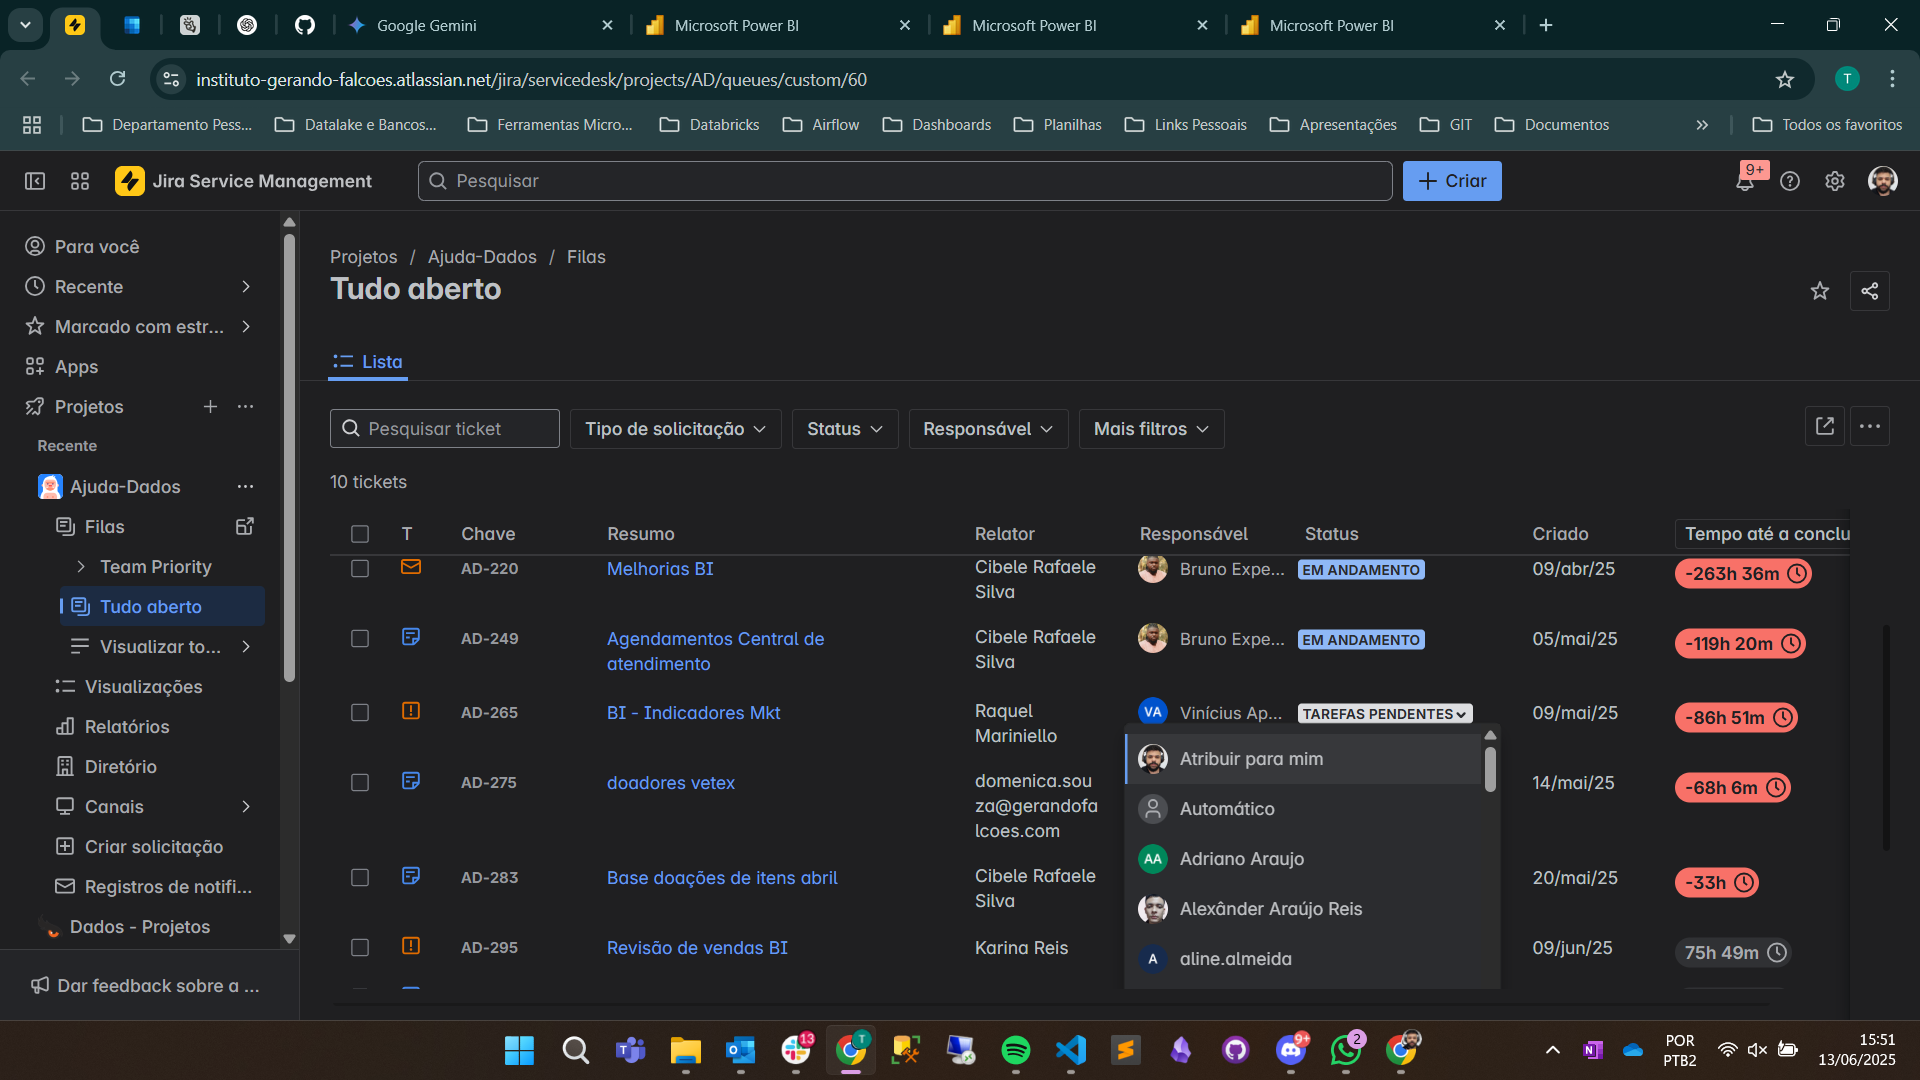 Google Gemini
Microsoft Power BI
Microsoft Power BI
Microsoft Power BI
instituto-gerando-falcoes.atlassian.net/jira/servicedesk/projects/AD/queues/custom/60
T
Departamento Pess...
Datalake e Bancos...
Ferramentas Micro...
Databricks
Airflow
Dashboards
Planilhas
Links Pessoais
Apresentações
GIT
Documentos
Todos os favoritos
Jira Service Management
Pesquisar
Criar
9+
Para você
Recente
Marcado com estr...
Apps
Projetos
Recente
Ajuda-Dados
Filas
Team Priority
Tudo aberto
Visualizar to...
Visualizações
Relatórios
Diretório
Canais
Criar solicitação
Registros de notifi...
Dados - Projetos
Dar feedback sobre a ...
Projetos / Ajuda-Dados / Filas
Tudo aberto
Lista
Pesquisar ticket
Tipo de solicitação
Status
Responsável
Mais filtros
10 tickets
T Chave Resumo Relator Responsável Status Criado Tempo até a conclu
AD-220 Melhorias BI Cibele Rafaele Bruno Expe... EM ANDAMENTO 09/abr/25 -263h 36m
Silva
AD-249 Agendamentos Central de Cibele Rafaele Bruno Expe... EM ANDAMENTO 05/mai/25 -119h 20m
atendimento Silva
AD-265 BI - Indicadores Mkt Raquel VA Vinícius Ap... TAREFAS PENDENTES 09/mai/25 -86h 51m
Mariniello
AD-275 doadores vetex domenica.sou 14/mai/25 -68h 6m
za@gerandofa
lcoes.com
AD-283 Base doações de itens abril Cibele Rafaele 20/mai/25 -33h
Silva
AD-295 Revisão de vendas BI Karina Reis 09/jun/25 75h 49m
Atribuir para mim
Automático
AA Adriano Araujo
Alexânder Araújo Reis
A aline.almeida
13
T
9+
2
POR
PTB2
15:51
13/06/2025